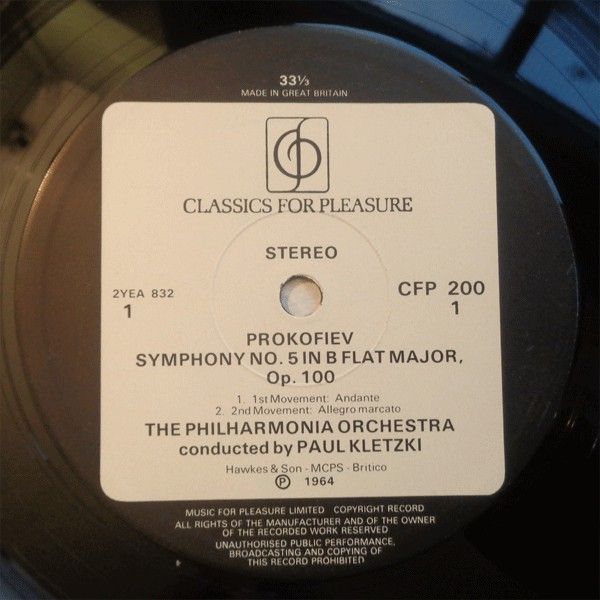 33⅓
MADE IN GREAT BRITAIN
CLASSICS FOR PLEASURE
STEREO
2YEA 832
1
CFP 200
1
PROKOFIEV
SYMPHONY NO. 5 IN B FLAT MAJOR,
Op. 100
1. 1st Movement: Andante
2. 2nd Movement: Allegro marcato
THE PHILHARMONIA ORCHESTRA
conducted by PAUL KLETZKI
Hawkes & Son - MCPS - Britico
Ⓟ 1964
MUSIC FOR PLEASURE LIMITED COPYRIGHT RECORD
ALL RIGHTS OF THE MANUFACTURER AND OF THE OWNER
OF THE RECORDED WORK RESERVED
UNAUTHORISED PUBLIC PERFORMANCE,
BROADCASTING AND COPYING OF
THIS RECORD PROHIBITED